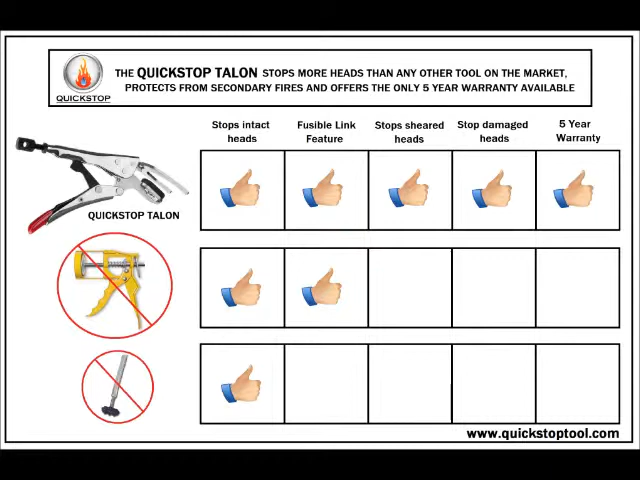 THE QUICKSTOP TALON STOPS MORE HEADS THAN ANY OTHER TOOL ON THE MARKET,
PROTECTS FROM SECONDARY FIRES AND OFFERS THE ONLY 5 YEAR WARRANTY AVAILABLE
QUICKSTOP
Stops intact
heads
Fusible Link
Feature
Stops sheared
heads
Stop damaged
heads
5 Year
Warranty
QUICKSTOP TALON
www.quickstoptool.com